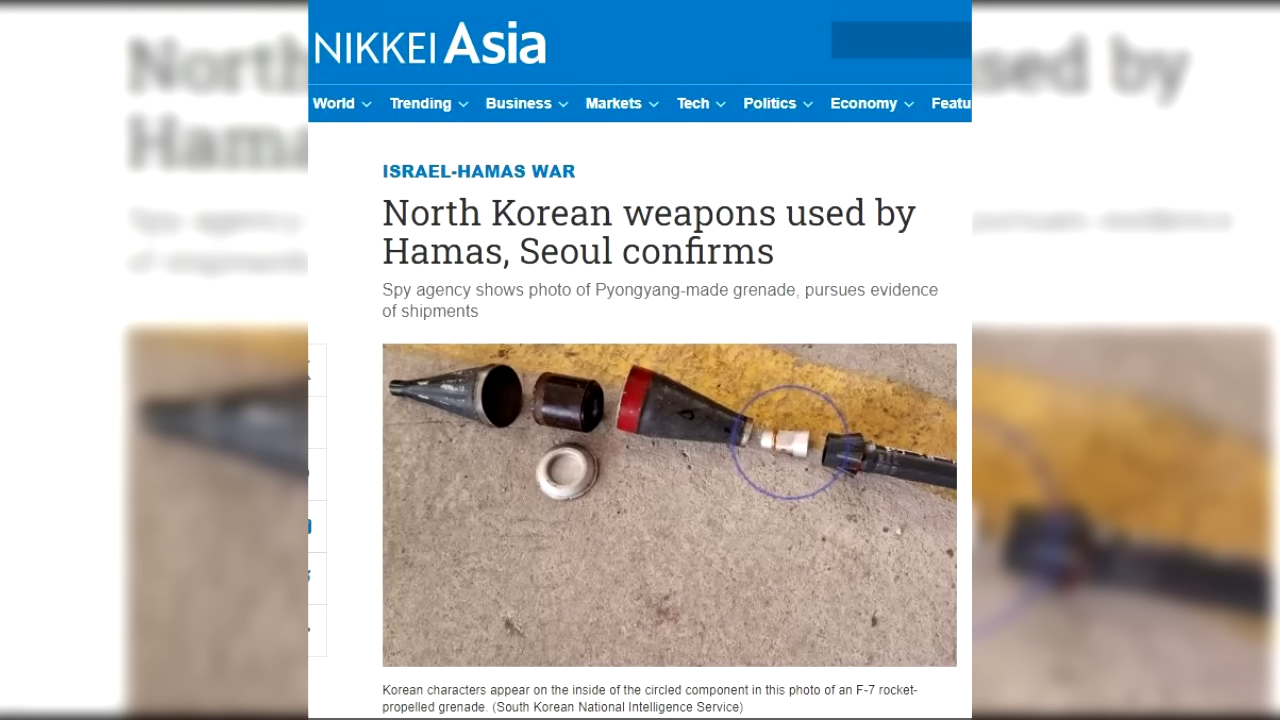 NIKKEI Asia
World Trending Business Markets Tech Politics Economy Featu
ISRAEL-HAMAS WAR
North Korean weapons used by
Hamas, Seoul confirms
Spy agency shows photo of Pyongyang-made grenade, pursues evidence
of shipments
Korean characters appear on the inside of the circled component in this photo of an F-7 rocket-
propelled grenade. (South Korean National Intelligence Service)